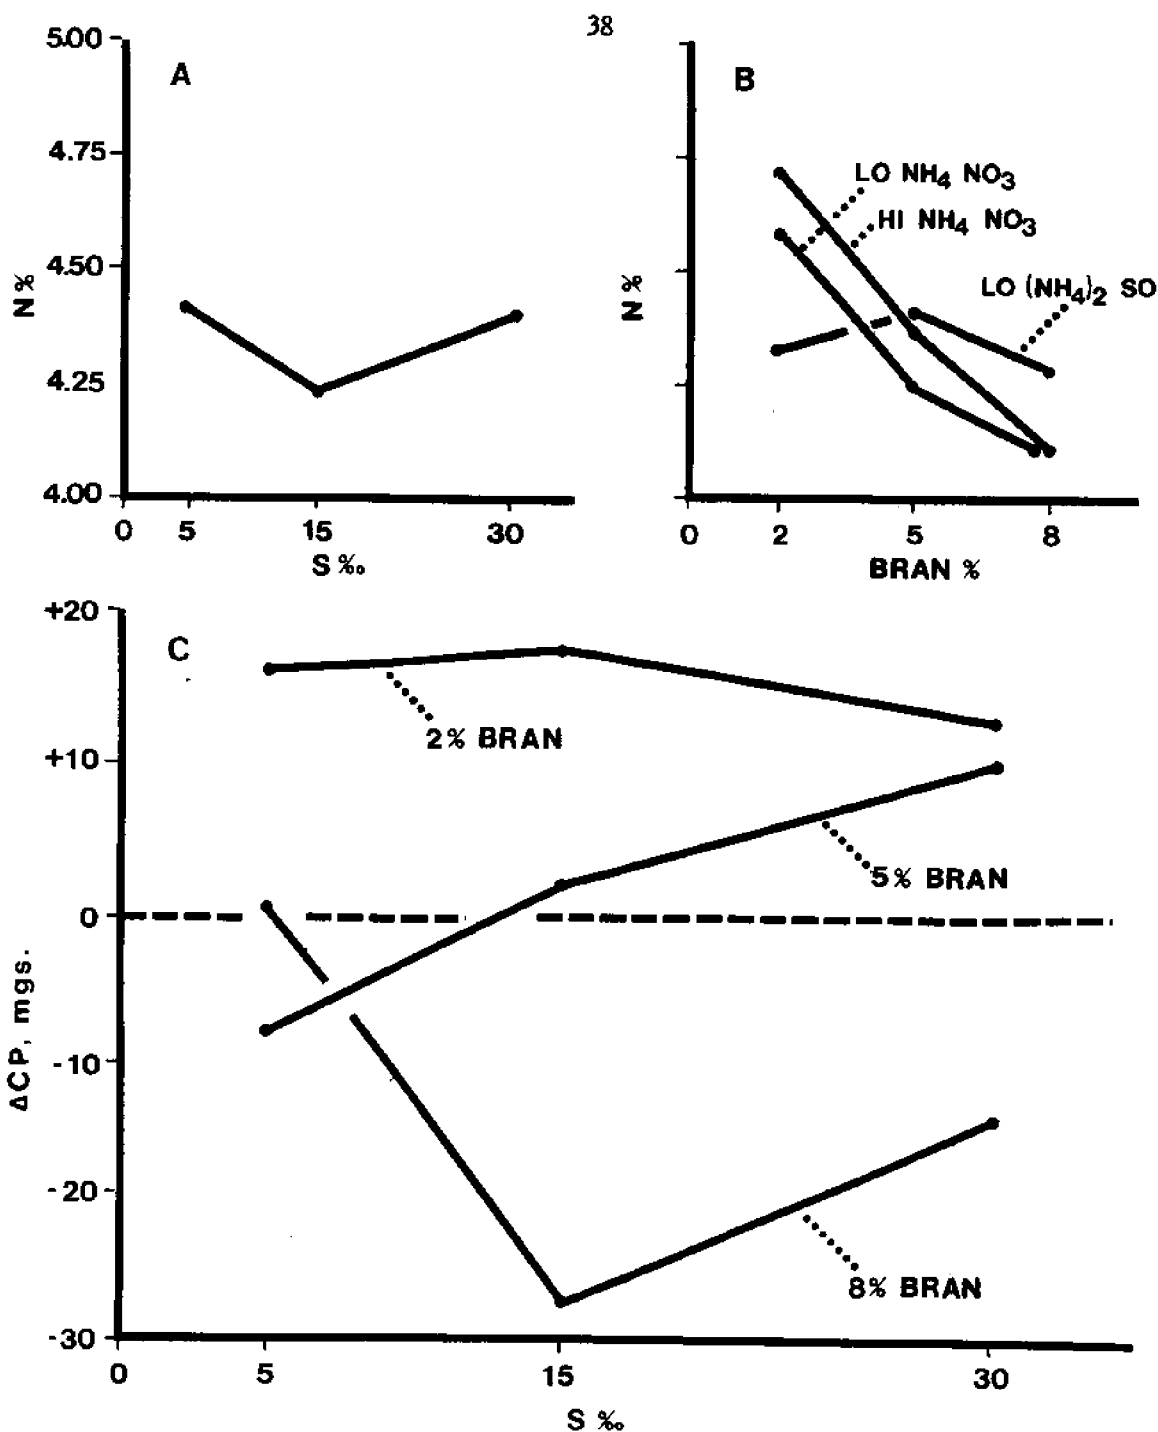 38
5.00
A
4.75
4.50
N %
4.25
4.00
0 5 15 30
S ‰
B
LO NH4 NO3
HI NH4 NO3
LO (NH4)2 SO
N %
0 2 5 8
BRAN %
+20
C
2% BRAN
+10
5% BRAN
0
ΔCP, mgs.
-10
-20
8% BRAN
-30
0 5 15 30
S ‰